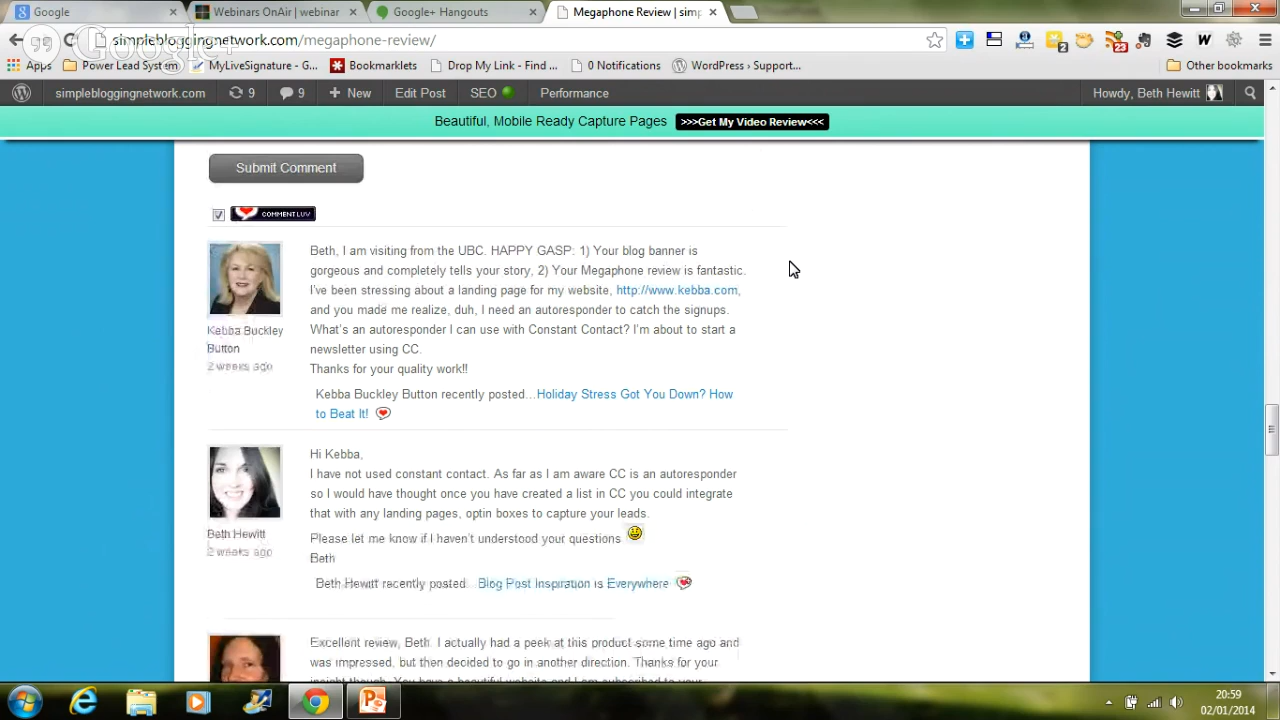 Google
Webinars OnAir | webinar
Google+ Hangouts
Megaphone Review | simp
simplebloggingnetwork.com/megaphone-review/
Google+
2
23
Apps
Power Lead System
MyLiveSignature - G...
Bookmarklets
Drop My Link - Find ...
0 Notifications
WordPress › Support...
Other bookmarks
simplebloggingnetwork.com
9
9
New
Edit Post
SEO
Performance
Howdy, Beth Hewitt
Beautiful, Mobile Ready Capture Pages
>>>Get My Video Review<<<
Submit Comment
COMMENTLUV
Beth, I am visiting from the UBC. HAPPY GASP: 1) Your blog banner is
gorgeous and completely tells your story, 2) Your Megaphone review is fantastic.
I've been stressing about a landing page for my website, http://www.kebba.com,
and you made me realize, duh, I need an autoresponder to catch the signups.
What's an autoresponder I can use with Constant Contact? I'm about to start a
newsletter using CC.
Thanks for your quality work!!
Kebba Buckley
Button
2 weeks ago
Kebba Buckley Button recently posted...Holiday Stress Got You Down? How
to Beat It!
Hi Kebba,
I have not used constant contact. As far as I am aware CC is an autoresponder
so I would have thought once you have created a list in CC you could integrate
that with any landing pages, optin boxes to capture your leads.
Please let me know if I haven't understood your questions
Beth
Beth Hewitt
2 weeks ago
Beth Hewitt recently posted Blog Post Inspiration is Everywhere
Excellent review, Beth. I actually had a peek at this product some time ago and
was impressed, but then decided to go in another direction. Thanks for your
20:59
02/01/2014